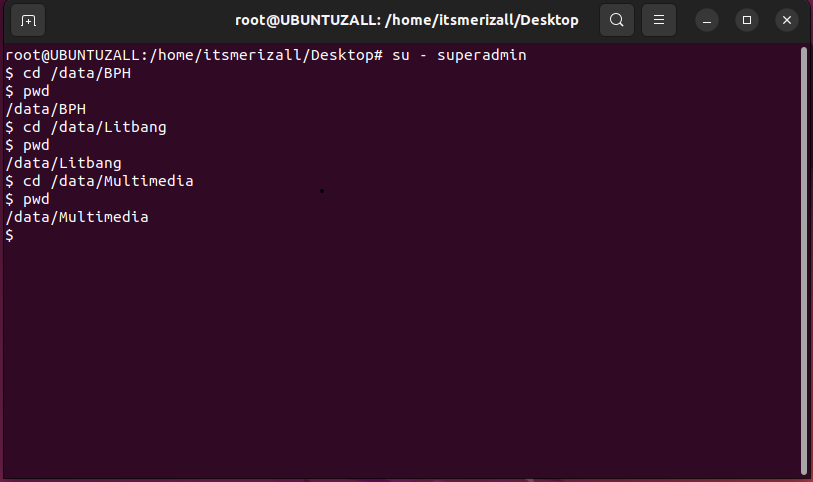 root@UBUNTUZALL: /home/itsmerizall/Desktop
root@UBUNTUZALL:/home/itsmerizall/Desktop# su - superadmin
$ cd /data/BPH
$ pwd
/data/BPH
$ cd /data/Litbang
$ pwd
/data/Litbang
$ cd /data/Multimedia
$ pwd
/data/Multimedia
$